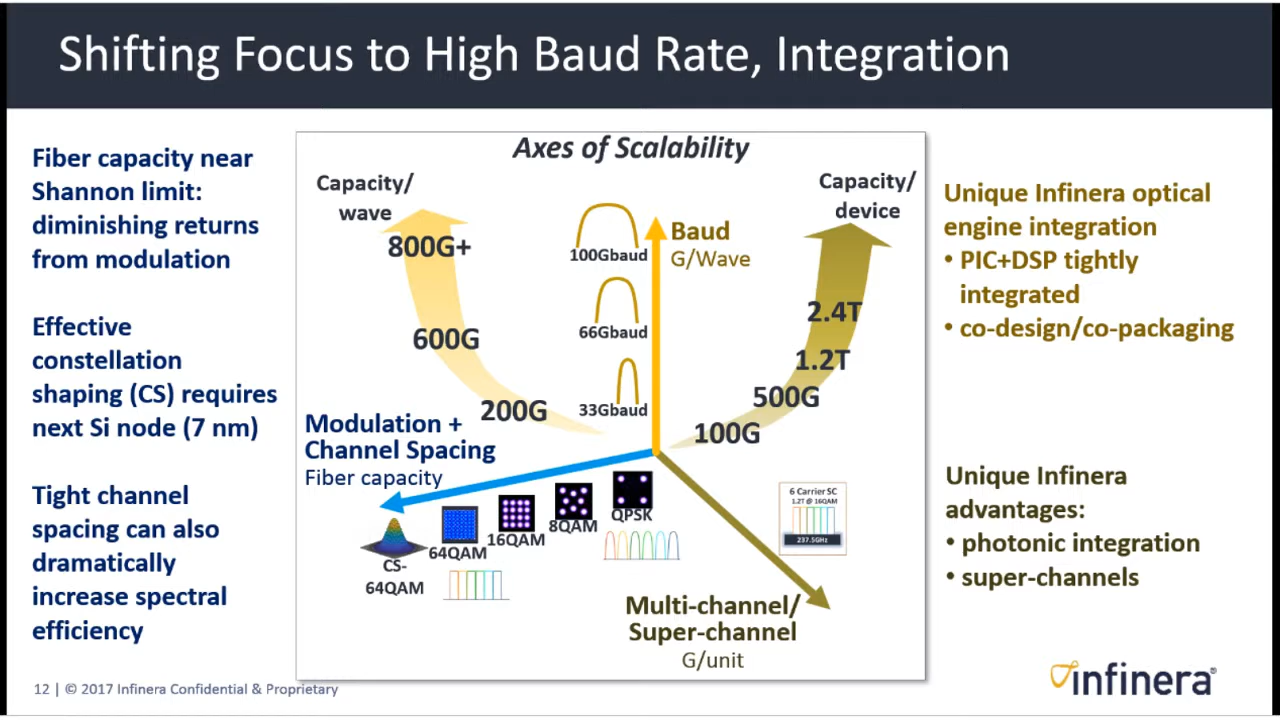 Shifting Focus to High Baud Rate, Integration
Fiber capacity near
Shannon limit:
diminishing returns
from modulation
Effective
constellation
shaping (CS) requires
next Si node (7 nm)
Tight channel
spacing can also
dramatically
increase spectral
efficiency
Axes of Scalability
Capacity/
wave
800G+
600G
200G
100Gbaud
66Gbaud
33Gbaud
Baud
G/Wave
Capacity/
device
2.4T
1.2T
500G
100G
Modulation +
Channel Spacing
Fiber capacity
QPSK
8QAM
16QAM
64QAM
CS-
64QAM
6 Carrier SC
1.2T @ 16QAM
237.5GHz
Multi-channel/
Super-channel
G/unit
Unique Infinera optical
engine integration
• PIC+DSP tightly
integrated
• co-design/co-packaging
Unique Infinera
advantages:
• photonic integration
• super-channels
12 | © 2017 Infinera Confidential & Proprietary
infinera®